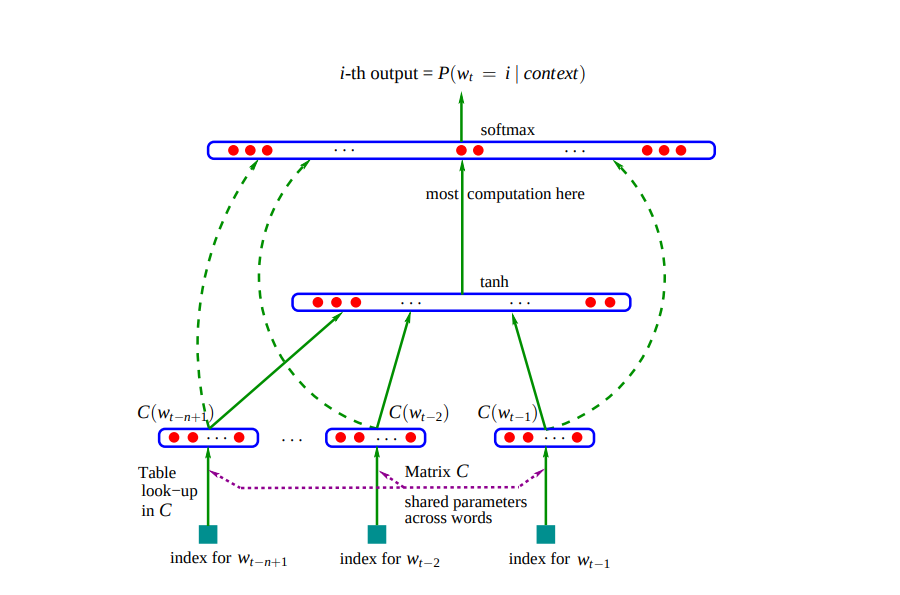 i-th output = P(w_t = i | context)
softmax
. . .
. . .
most computation here
tanh
. . .
. . .
C(w_{t−n+1})
C(w_{t−2})
C(w_{t−1})
. . .
. . .
. . .
. . .
Table
look−up
in C
Matrix C
shared parameters
across words
index for w_{t−n+1}
index for w_{t−2}
index for w_{t−1}